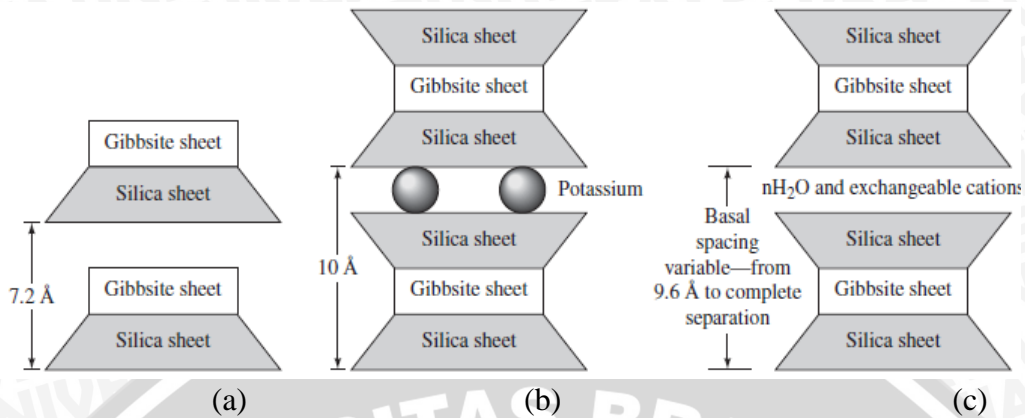 Gibbsite sheet
Silica sheet
7.2 Å
Gibbsite sheet
Silica sheet
(a)
Silica sheet
Gibbsite sheet
Silica sheet
Potassium
10 Å
Silica sheet
Gibbsite sheet
Silica sheet
(b)
Silica sheet
Gibbsite sheet
Silica sheet
nH₂O and exchangeable cations
Basal
spacing
variable—from
9.6 Å to complete
separation
Silica sheet
Gibbsite sheet
Silica sheet
(c)